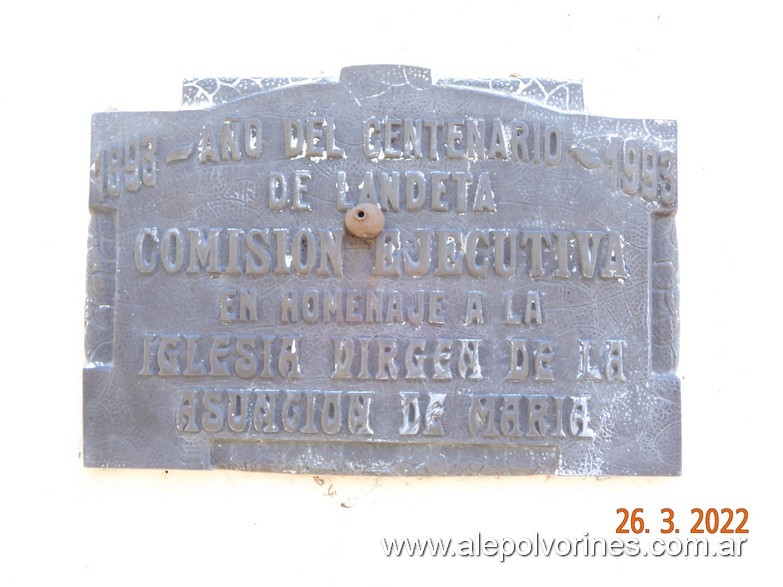 1893 - AÑO DEL CENTENARIO - 1993
DE LANDETA
COMISION EJECUTIVA
EN HOMENAJE A LA
IGLESIA VIRGEN DE LA
ASUNCION DE MARIA
26. 3. 2022
www.alepolvorines.com.ar